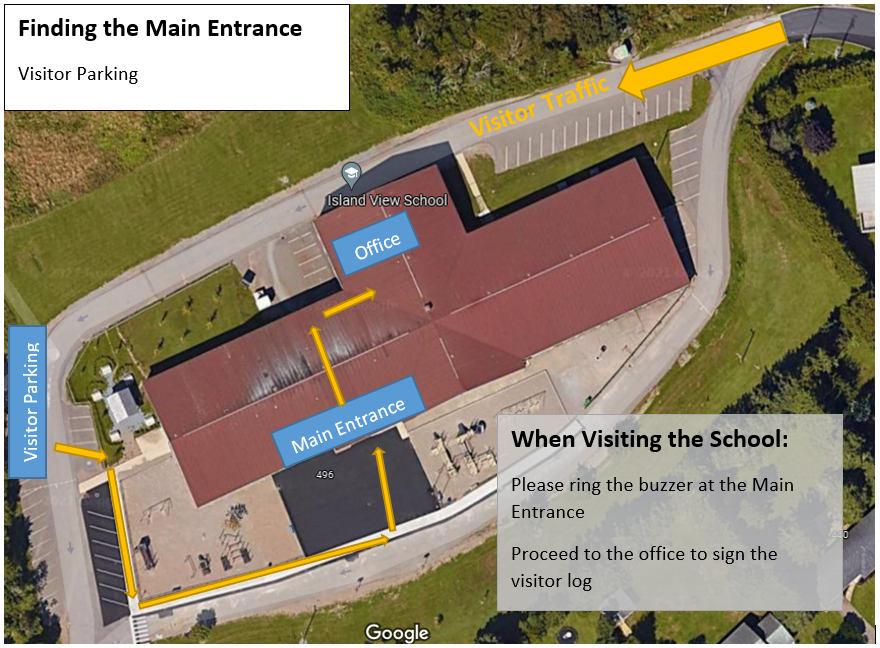 Finding the Main Entrance
Visitor Parking
Visitor Traffic
Island View School
Office
Visitor Parking
Main Entrance
496
When Visiting the School:
Please ring the buzzer at the Main
Entrance
Proceed to the office to sign the
visitor log
Google